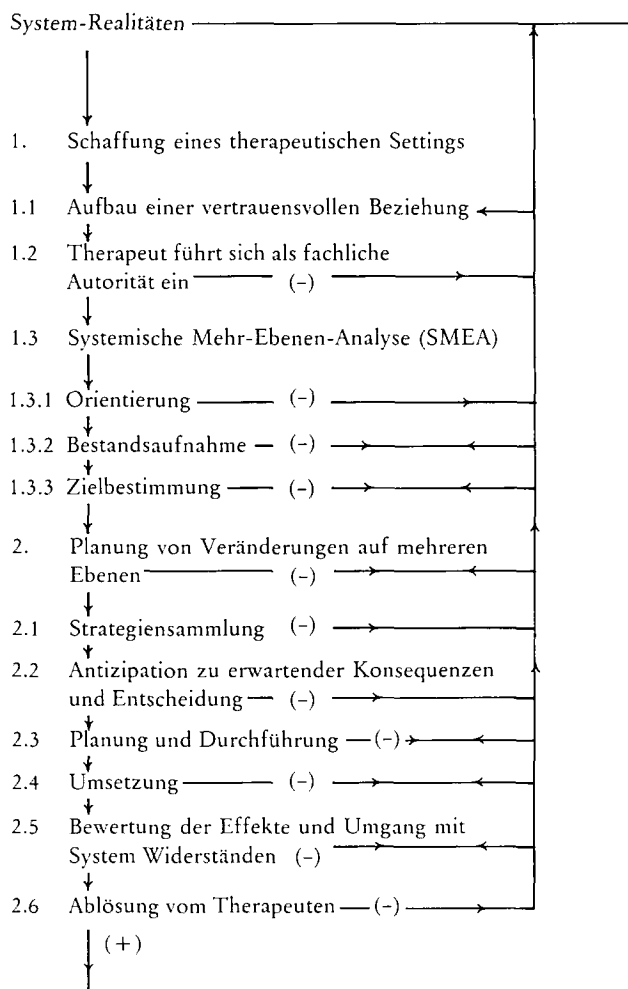 System-Realitäten
1. Schaffung eines therapeutischen Settings
1.1 Aufbau einer vertrauensvollen Beziehung
1.2 Therapeut führt sich als fachliche
Autorität ein (-)
1.3 Systemische Mehr-Ebenen-Analyse (SMEA)
1.3.1 Orientierung (-)
1.3.2 Bestandsaufnahme (-)
1.3.3 Zielbestimmung (-)
2. Planung von Veränderungen auf mehreren
Ebenen (-)
2.1 Strategiensammlung (-)
2.2 Antizipation zu erwartender Konsequenzen
und Entscheidung (-)
2.3 Planung und Durchführung (-)
2.4 Umsetzung (-)
2.5 Bewertung der Effekte und Umgang mit
System Widerständen (-)
2.6 Ablösung vom Therapeuten (-)
(+)